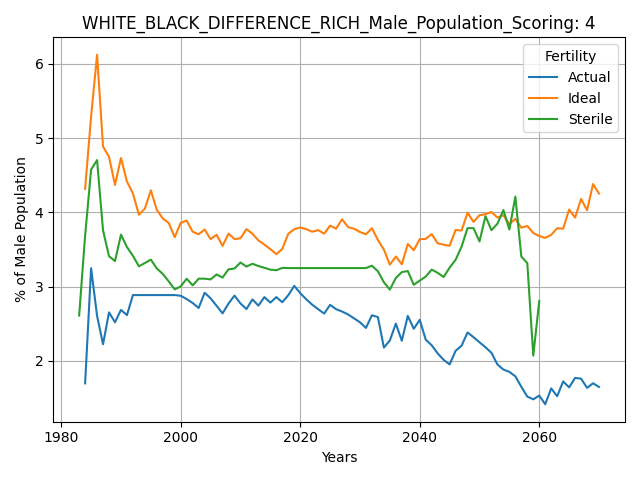 WHITE_BLACK_DIFFERENCE_RICH_Male_Population_Scoring: 4
Fertility
Actual
Ideal
Sterile
% of Male Population
6
5
4
3
2
1980
2000
2020
2040
2060
Years